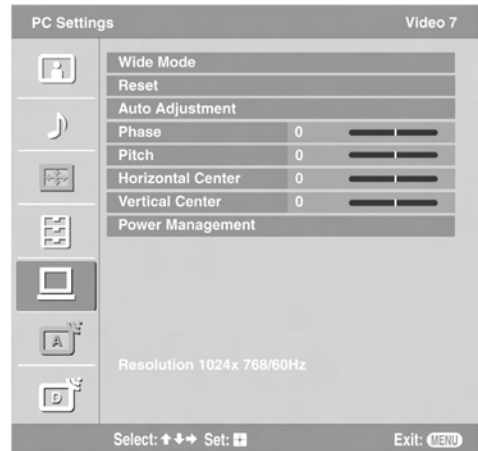 PC Settings Video 7
Wide Mode
Reset
Auto Adjustment
Phase 0
Pitch 0
Horizontal Center 0
Vertical Center 0
Power Management
A
D
Resolution 1024x 768/60Hz
Select: ↑↓→ Set: + Exit: MENU